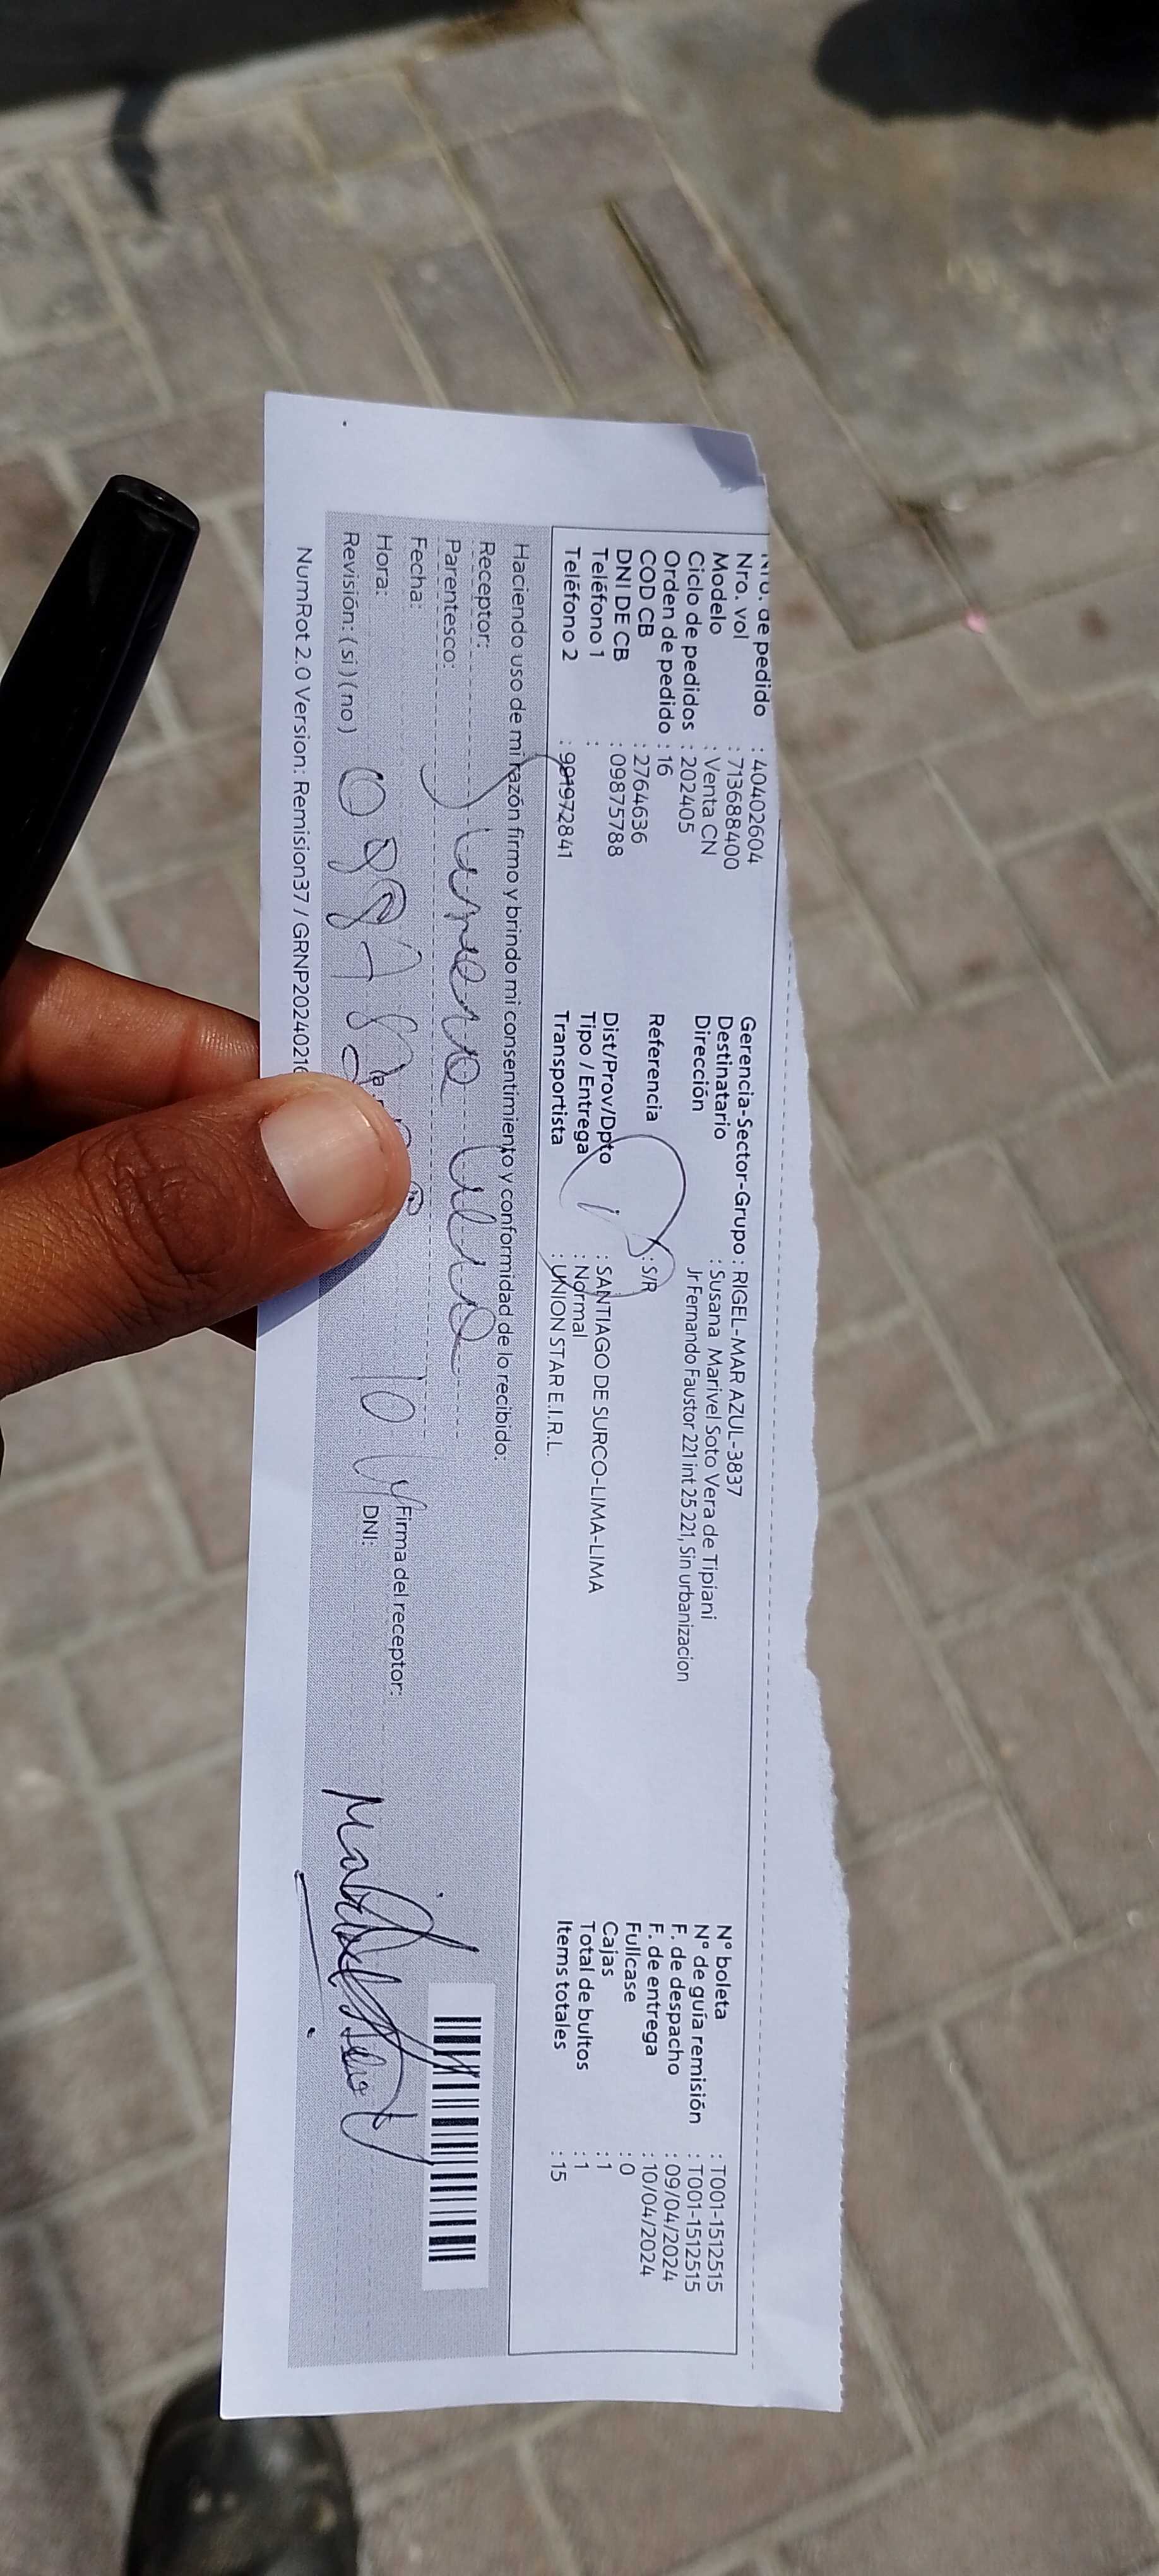 Nro. de pedido : 40402604
Nro. vol : 713688400
Modelo : Venta CN
Ciclo de pedidos : 202405
Orden de pedido : 16
COD CB : 2764636
DNI DE CB : 09875788
Teléfono 1 :
Teléfono 2 : 981972841
Gerencia-Sector-Grupo : RIGEL-MAR AZUL-3837
Destinatario : Susana Marivel Soto Vera de Tipiani
Dirección Jr Fernando Faustor 221 int 25 221, Sin urbanizacion
Referencia : S/R
Dist/Prov/Dpto : SANTIAGO DE SURCO-LIMA-LIMA
Tipo / Entrega : Normal
Transportista : UNION STAR E.I.R.L.
N° boleta : T001-1512515
N° de guía remisión : T001-1512515
F. de despacho : 09/04/2024
F. de entrega : 10/04/2024
Fullcase : 0
Cajas : 1
Total de bultos : 1
Items totales : 15
Haciendo uso de mi razón firmo y brindo mi consentimiento y conformidad de lo recibido:
Receptor:
Parentesco:
Fecha:
Hora:
Revisión: ( si ) ( no )
Firma del receptor:
DNI:
NumRot 2.0 Version: Remision37 / GRNP2024021